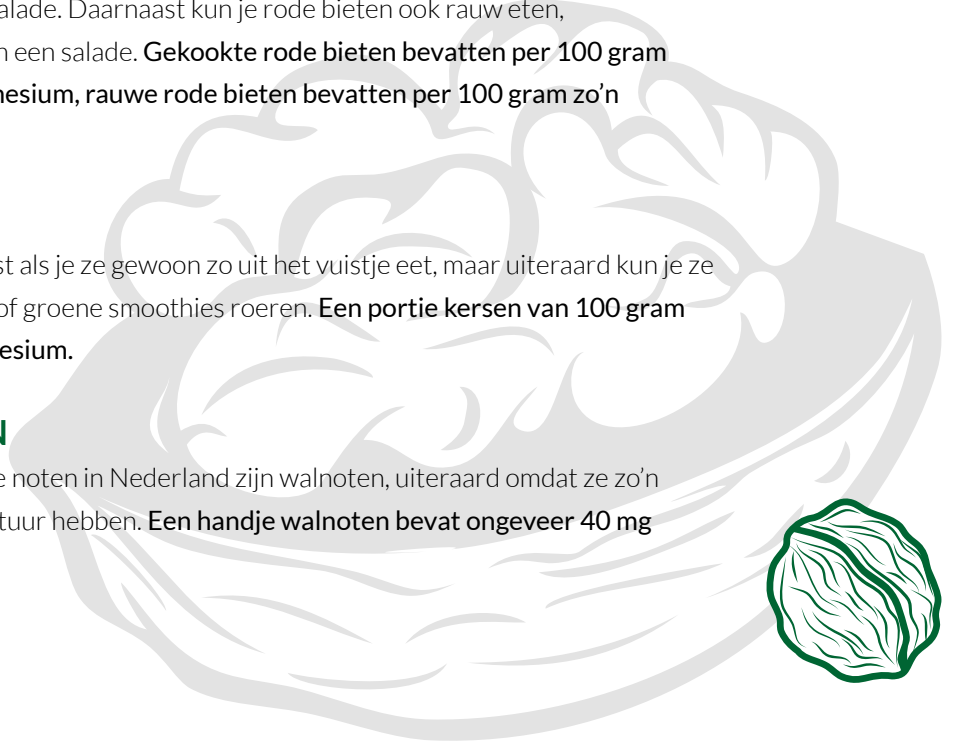 alade. Daarnaast kun je rode bieten ook rauw eten,
n een salade. Gekookte rode bieten bevatten per 100 gram
nesium, rauwe rode bieten bevatten per 100 gram zo’n
st als je ze gewoon zo uit het vuistje eet, maar uiteraard kun je ze
of groene smoothies roeren. Een portie kersen van 100 gram
esium.
N
e noten in Nederland zijn walnoten, uiteraard omdat ze zo’n
tuur hebben. Een handje walnoten bevat ongeveer 40 mg